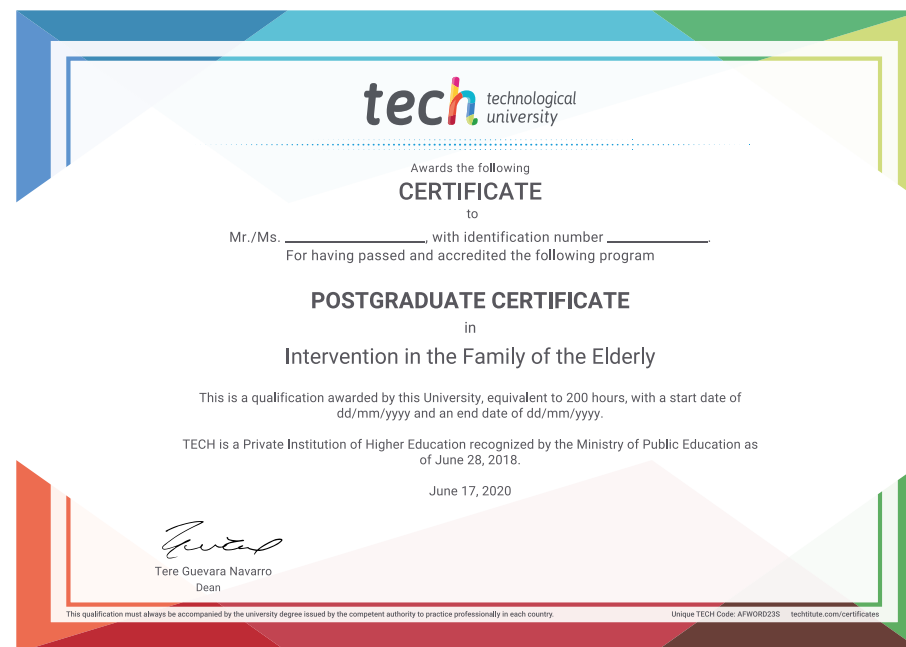 tech technological
university
Awards the following
CERTIFICATE
to
Mr./Ms. ____________________, with identification number _______________.
For having passed and accredited the following program
POSTGRADUATE CERTIFICATE
in
Intervention in the Family of the Elderly
This is a qualification awarded by this University, equivalent to 200 hours, with a start date of
dd/mm/yyyy and an end date of dd/mm/yyyy.
TECH is a Private Institution of Higher Education recognized by the Ministry of Public Education as
of June 28, 2018.
June 17, 2020
Tere Guevara Navarro
Dean
This qualification must always be accompanied by the university degree issued by the competent authority to practice professionally in each country.
Unique TECH Code: AFWORD23S techtitute.com/certificates